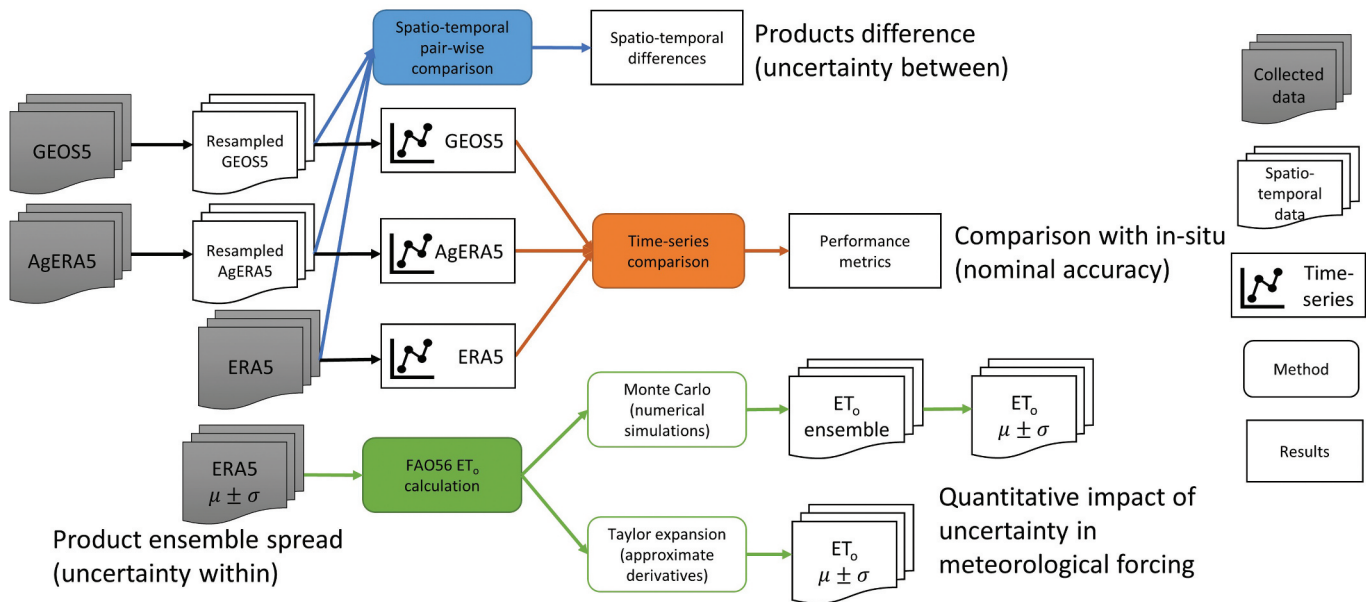 Spatio-temporal
pair-wise
comparison
Spatio-temporal
differences
Products difference
(uncertainty between)
Collected
data
GEOS5
Resampled
GEOS5
GEOS5
Spatio-
temporal
data
AgERA5
Resampled
AgERA5
AgERA5
Time-series
comparison
Performance
metrics
Comparison with in-situ
(nominal accuracy)
Time-
series
ERA5
ERA5
Method
Monte Carlo
(numerical
simulations)
ETₒ
ensemble
ETₒ
μ ± σ
Results
ERA5
μ ± σ
FAO56 ETₒ
calculation
Product ensemble spread
(uncertainty within)
Taylor expansion
(approximate
derivatives)
ETₒ
μ ± σ
Quantitative impact of
uncertainty in
meteorological forcing